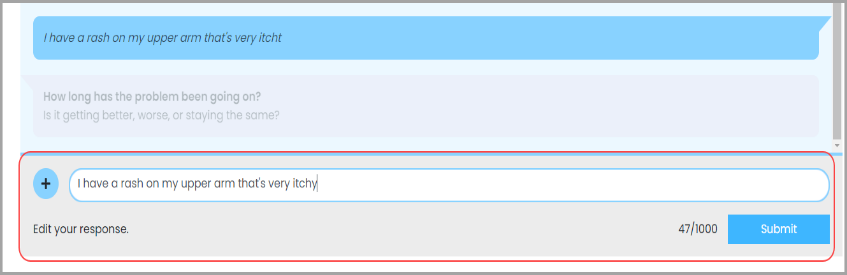 I have a rash on my upper arm that's very itcht
How long has the problem been going on?
Is it getting better, worse, or staying the same?
+
I have a rash on my upper arm that's very itchy
Edit your response.
47/1000
Submit